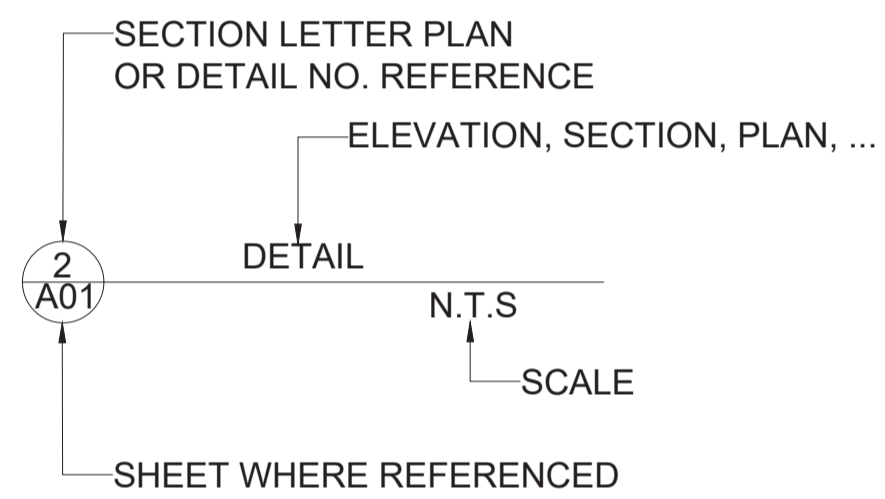 SECTION LETTER PLAN
OR DETAIL NO. REFERENCE
ELEVATION, SECTION, PLAN, ...
2
DETAIL
A01
N.T.S
SCALE
SHEET WHERE REFERENCED